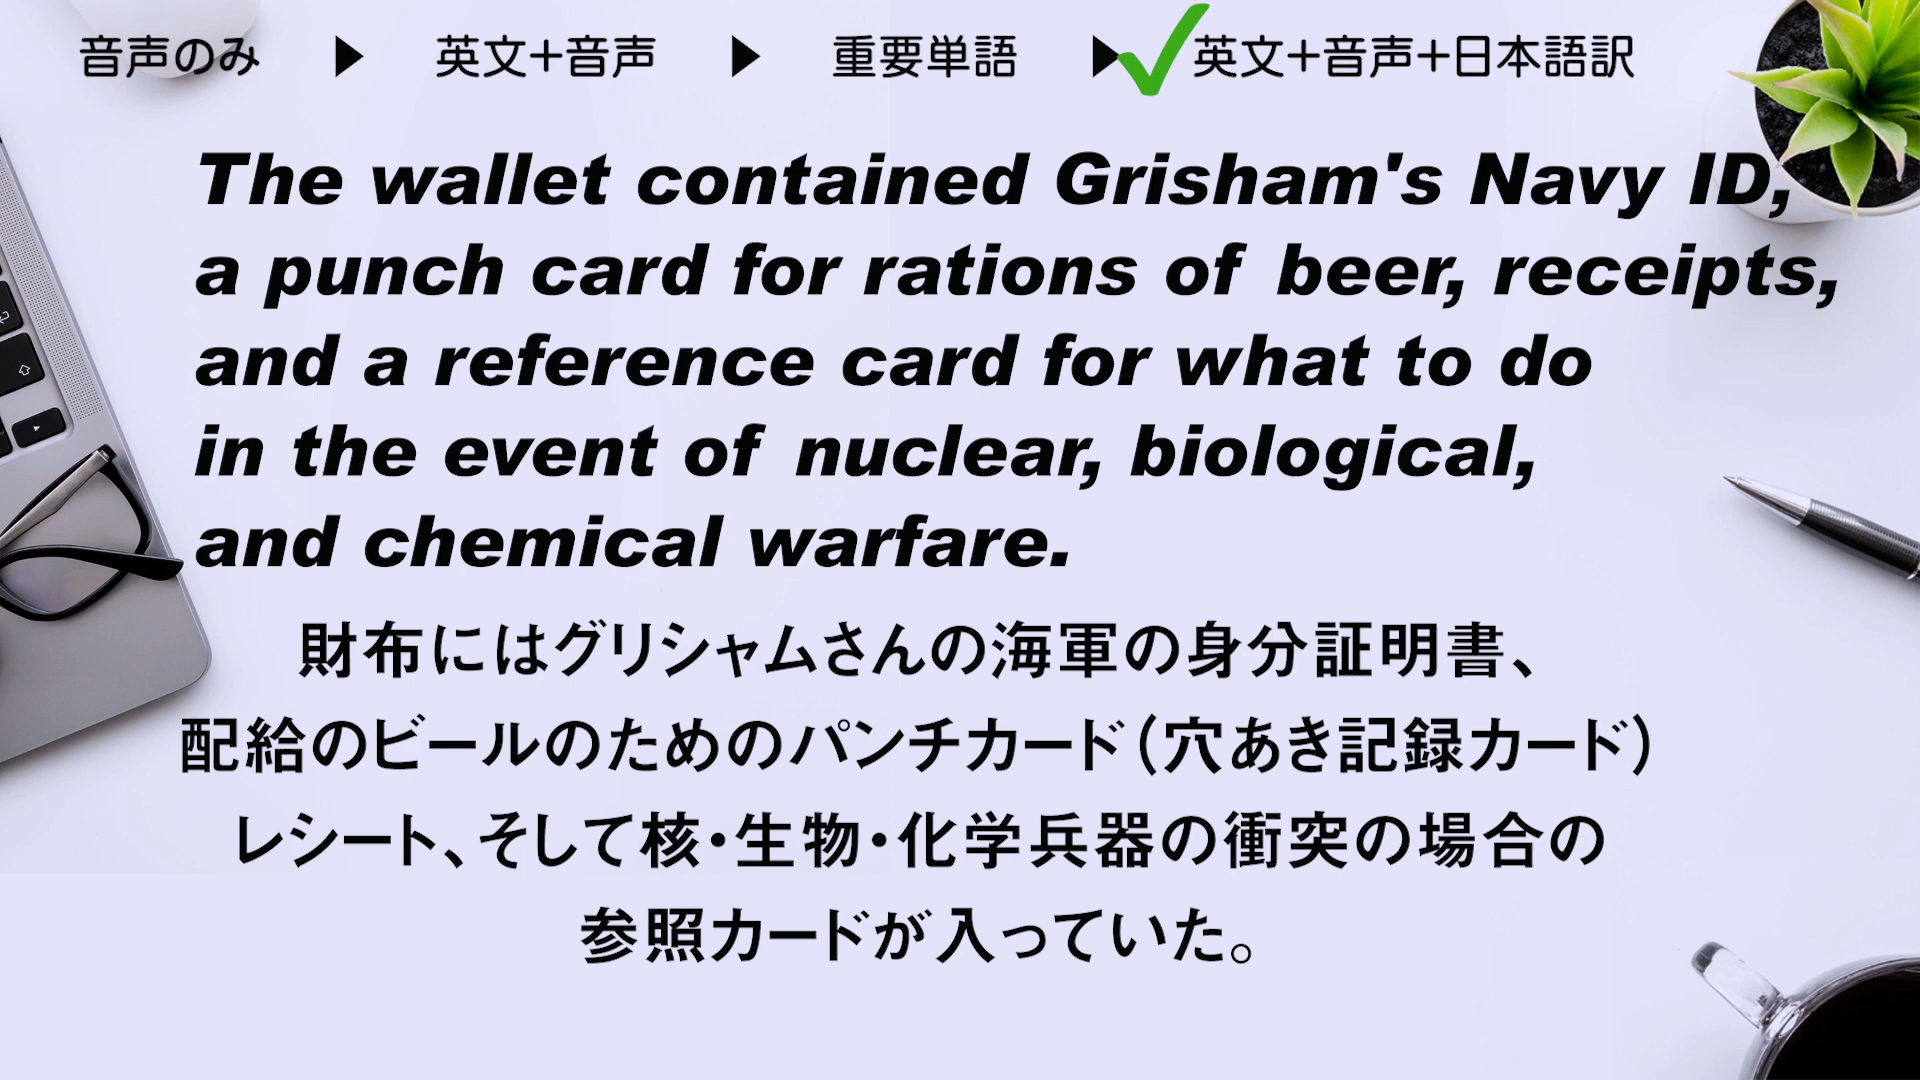 音声のみ ▶ 英文+音声 ▶ 重要単語 ▶ 英文+音声+日本語訳
The wallet contained Grisham's Navy ID,
a punch card for rations of beer, receipts,
and a reference card for what to do
in the event of nuclear, biological,
and chemical warfare.
財布にはグリシャムさんの海軍の身分証明書、
配給のビールのためのパンチカード（穴あき記録カード）
レシート、そして核・生物・化学兵器の衝突の場合の
参照カードが入っていた。